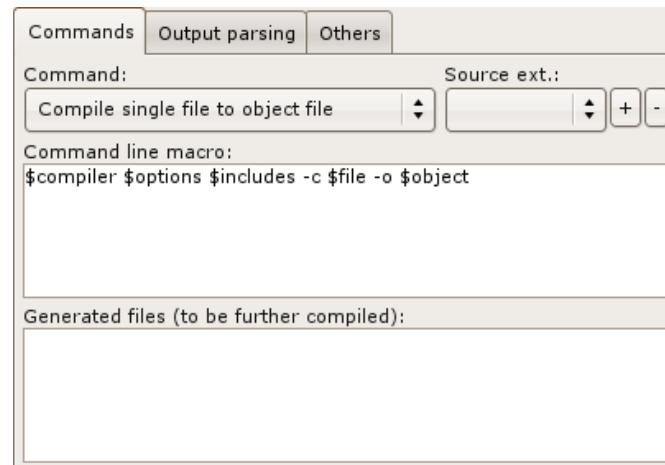 Commands Output parsing Others
Command: Source ext.:
Compile single file to object file + -
Command line macro:
$compiler $options $includes -c $file -o $object
Generated files (to be further compiled):